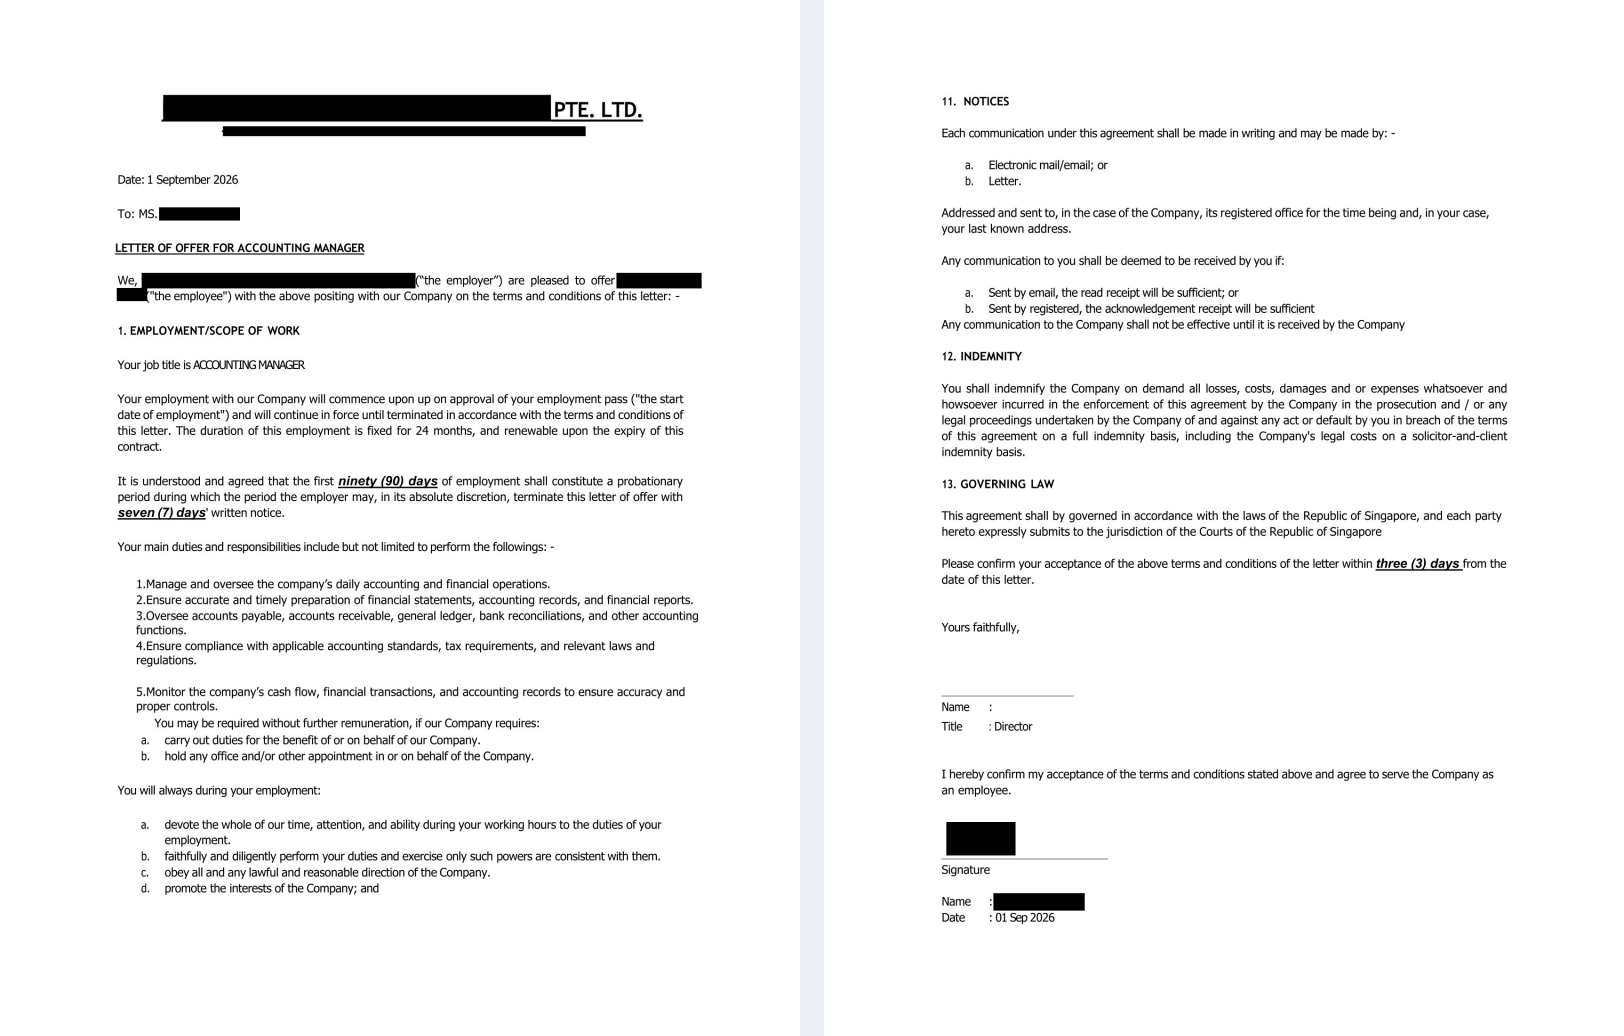 PTE. LTD.
Date: 1 September 2026
To: MS.
LETTER OF OFFER FOR ACCOUNTING MANAGER
We, ("the employer") are pleased to offer
("the employee") with the above positing with our Company on the terms and conditions of this letter: -
1. EMPLOYMENT/SCOPE OF WORK
Your job title is ACCOUNTING MANAGER
Your employment with our Company will commence upon up on approval of your employment pass ("the start
date of employment") and will continue in force until terminated in accordance with the terms and conditions of
this letter. The duration of this employment is fixed for 24 months, and renewable upon the expiry of this
contract.
It is understood and agreed that the first ninety (90) days of employment shall constitute a probationary
period during which the period the employer may, in its absolute discretion, terminate this letter of offer with
seven (7) days' written notice.
Your main duties and responsibilities include but not limited to perform the followings: -
1.Manage and oversee the company’s daily accounting and financial operations.
2.Ensure accurate and timely preparation of financial statements, accounting records, and financial reports.
3.Oversee accounts payable, accounts receivable, general ledger, bank reconciliations, and other accounting
functions.
4.Ensure compliance with applicable accounting standards, tax requirements, and relevant laws and
regulations.
5.Monitor the company’s cash flow, financial transactions, and accounting records to ensure accuracy and
proper controls.
You may be required without further remuneration, if our Company requires:
a. carry out duties for the benefit of or on behalf of our Company.
b. hold any office and/or other appointment in or on behalf of the Company.
You will always during your employment:
a. devote the whole of our time, attention, and ability during your working hours to the duties of your
employment.
b. faithfully and diligently perform your duties and exercise only such powers are consistent with them.
c. obey all and any lawful and reasonable direction of the Company.
d. promote the interests of the Company; and
11. NOTICES
Each communication under this agreement shall be made in writing and may be made by: -
a. Electronic mail/email; or
b. Letter.
Addressed and sent to, in the case of the Company, its registered office for the time being and, in your case,
your last known address.
Any communication to you shall be deemed to be received by you if:
a. Sent by email, the read receipt will be sufficient; or
b. Sent by registered, the acknowledgement receipt will be sufficient
Any communication to the Company shall not be effective until it is received by the Company
12. INDEMNITY
You shall indemnify the Company on demand all losses, costs, damages and or expenses whatsoever and
howsoever incurred in the enforcement of this agreement by the Company in the prosecution and / or any
legal proceedings undertaken by the Company of and against any act or default by you in breach of the terms
of this agreement on a full indemnity basis, including the Company's legal costs on a solicitor-and-client
indemnity basis.
13. GOVERNING LAW
This agreement shall by governed in accordance with the laws of the Republic of Singapore, and each party
hereto expressly submits to the jurisdiction of the Courts of the Republic of Singapore
Please confirm your acceptance of the above terms and conditions of the letter within three (3) days from the
date of this letter.
Yours faithfully,
Name :
Title : Director
I hereby confirm my acceptance of the terms and conditions stated above and agree to serve the Company as
an employee.
Signature
Name :
Date : 01 Sep 2026